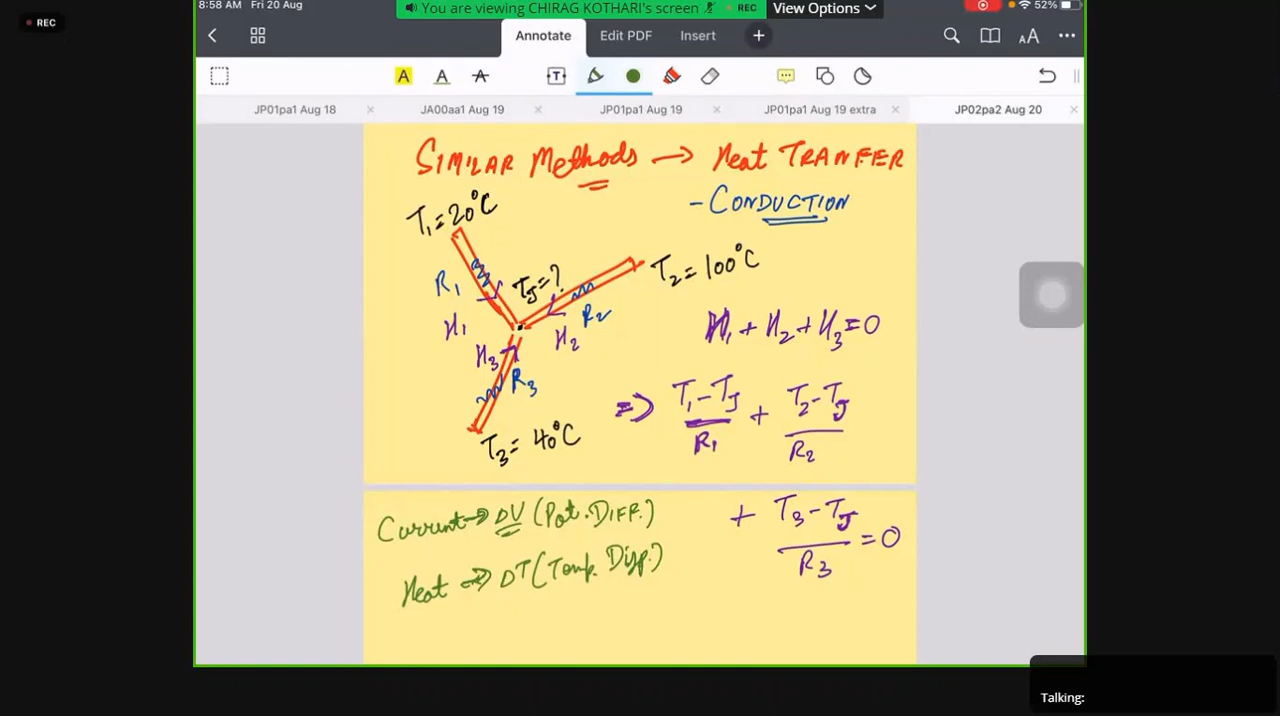 8:58 AM Fri 20 Aug
You are viewing CHIRAG KOTHARI's screen
REC
View Options
52%
REC
Annotate
Edit PDF
Insert
JP01pa1 Aug 18
JA00aa1 Aug 19
JP01pa1 Aug 19
JP01pa1 Aug 19 extra
JP02pa2 Aug 20
SIMILAR Methods → Heat TRANFER
- CONDUCTION
T₁ = 20°C
R₁
TJ = ?
T₂ = 100°C
R₂
H₁
H₂
H₁ + H₂ + H₃ = 0
H₃
R₃
T₃ = 40°C
⇒ T₁ - TJ / R₁ + T₂ - TJ / R₂
+ T₃ - TJ / R₃ = 0
Current → DV (Pot. DIFF.)
Heat → DT (Temp. Diff.)
Talking: